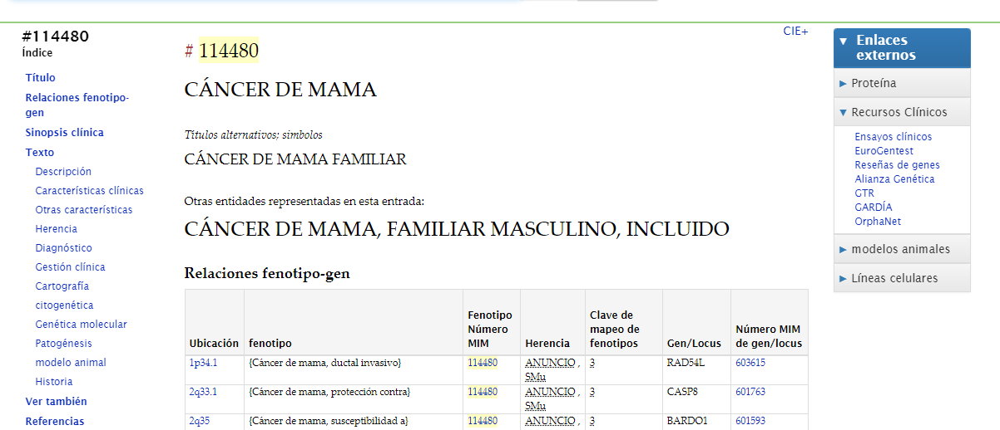 #114480
Índice
Título
Relaciones fenotipo-
gen
Sinopsis clínica
Texto
Descripción
Características clínicas
Otras características
Herencia
Diagnóstico
Gestión clínica
Cartografía
citogenética
Genética molecular
Patogénesis
modelo animal
Historia
Ver también
Referencias
CIE+
# 114480
CÁNCER DE MAMA
Títulos alternativos; símbolos
CÁNCER DE MAMA FAMILIAR
Otras entidades representadas en esta entrada:
CÁNCER DE MAMA, FAMILIAR MASCULINO, INCLUIDO
Relaciones fenotipo-gen
Ubicación fenotipo Fenotipo Número MIM Herencia Clave de mapeo de fenotipos Gen/Locus Número MIM de gen/locus
1p34.1 {Cáncer de mama, ductal invasivo} 114480 ANUNCIO , SMu 3 RAD54L 603615
2q33.1 {Cáncer de mama, protección contra} 114480 ANUNCIO , SMu 3 CASP8 601763
2q35 {Cáncer de mama, susceptibilidad a} 114480 ANUNCIO , 3 BARDO1 601593
Enlaces
externos
Proteína
Recursos Clínicos
Ensayos clínicos
EuroGentest
Reseñas de genes
Alianza Genética
GTR
GARDÍA
OrphaNet
modelos animales
Líneas celulares